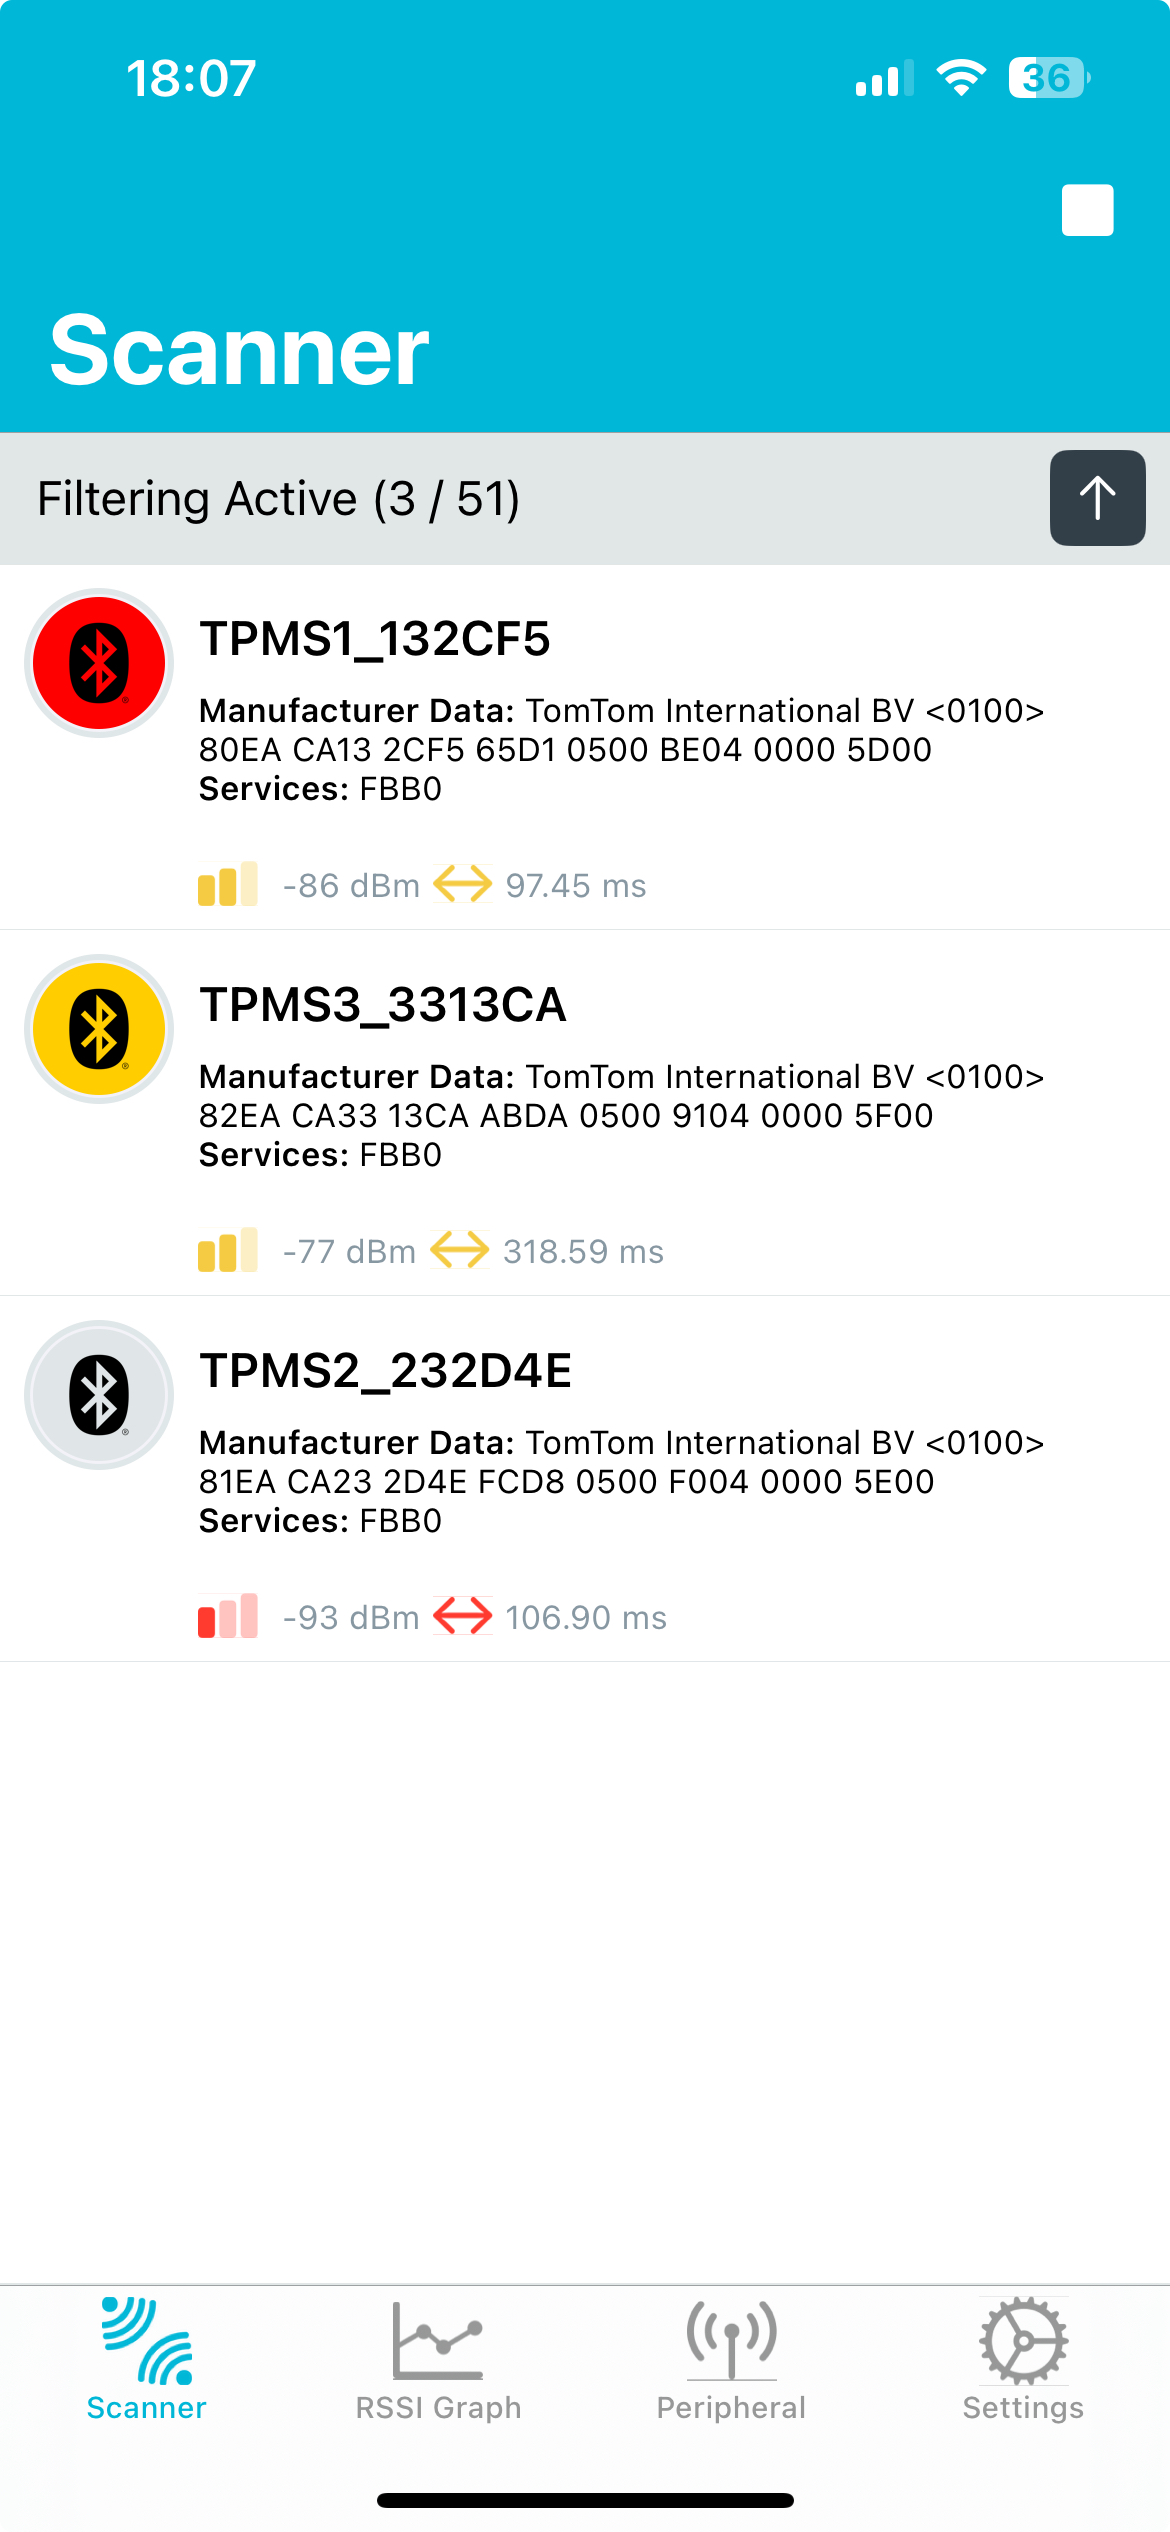 18:07
36
Scanner
Filtering Active (3 / 51)
TPMS1_132CF5
Manufacturer Data: TomTom International BV <0100>
80EA CA13 2CF5 65D1 0500 BE04 0000 5D00
Services: FBB0
-86 dBm 97.45 ms
TPMS3_3313CA
Manufacturer Data: TomTom International BV <0100>
82EA CA33 13CA ABDA 0500 9104 0000 5F00
Services: FBB0
-77 dBm 318.59 ms
TPMS2_232D4E
Manufacturer Data: TomTom International BV <0100>
81EA CA23 2D4E FCD8 0500 F004 0000 5E00
Services: FBB0
-93 dBm 106.90 ms
Scanner
RSSI Graph
Peripheral
Settings